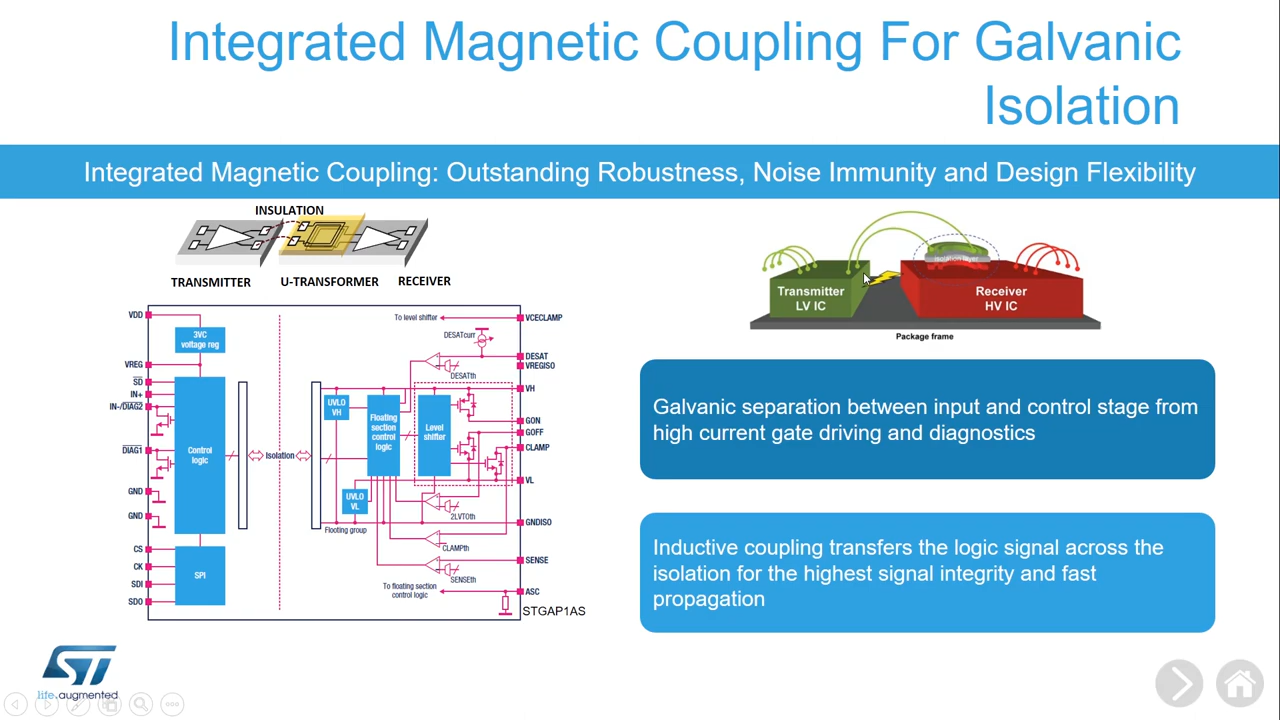 Integrated Magnetic Coupling For Galvanic
Isolation
Integrated Magnetic Coupling: Outstanding Robustness, Noise Immunity and Design Flexibility
INSULATION
TRANSMITTER
U-TRANSFORMER
RECEIVER
VDD
VREG
SD
IN+
IN-/DIAG2
DIAG1
GND
GND
CS
CK
SDI
SDO
3VC
voltage reg
Control
logic
SPI
Isolation
UVLO
VH
UVLO
VL
Flooting group
Floating
section
control
logic
Level
shifter
To level shifter
DESATcurr
DESATth
2LVTOth
CLAMPth
SENSEth
To floating section
control logic
VCECLAMP
DESAT
VREGISO
VH
GON
GOFF
CLAMP
VL
GNDISO
SENSE
ASC
STGAP1AS
Isolation layer
Transmitter
LV IC
Receiver
HV IC
Package frame
Galvanic separation between input and control stage from
high current gate driving and diagnostics
Inductive coupling transfers the logic signal across the
isolation for the highest signal integrity and fast
propagation
ST
life.augmented